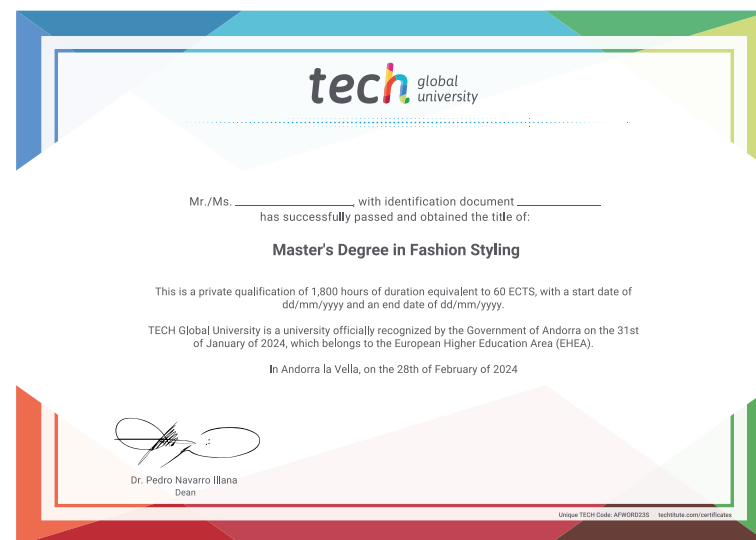 tech global
university
Mr./Ms. __________________, with identification document ____________
has successfully passed and obtained the title of:
Master's Degree in Fashion Styling
This is a private qualification of 1,800 hours of duration equivalent to 60 ECTS, with a start date of
dd/mm/yyyy and an end date of dd/mm/yyyy.
TECH Global University is a university officially recognized by the Government of Andorra on the 31st
of January of 2024, which belongs to the European Higher Education Area (EHEA).
In Andorra la Vella, on the 28th of February of 2024
Dr. Pedro Navarro Illana
Dean
Unique TECH Code: AFWORD23S techtitute.com/certificates